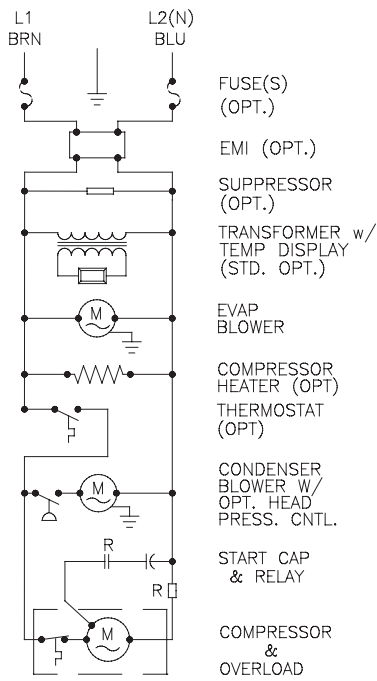 L1 L2(N)
BRN BLU
FUSE(S)
(OPT.)
EMI (OPT.)
SUPPRESSOR
(OPT.)
TRANSFORMER w/
TEMP DISPLAY
(STD. OPT.)
M
EVAP
BLOWER
COMPRESSOR
HEATER (OPT)
THERMOSTAT
(OPT)
CONDENSER
BLOWER W/
OPT. HEAD
PRESS. CNTL.
M
R
START CAP
& RELAY
R
M
COMPRESSOR
&
OVERLOAD